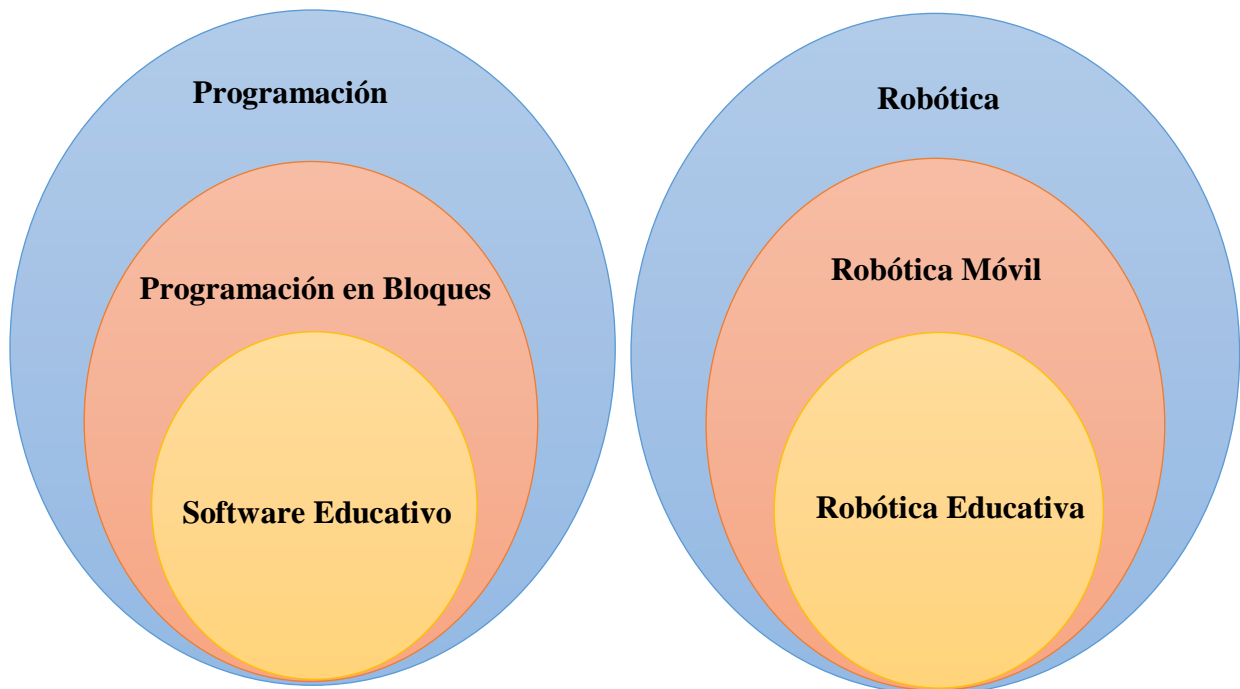 Programación
Robótica
Programación en Bloques
Robótica Móvil
Software Educativo
Robótica Educativa